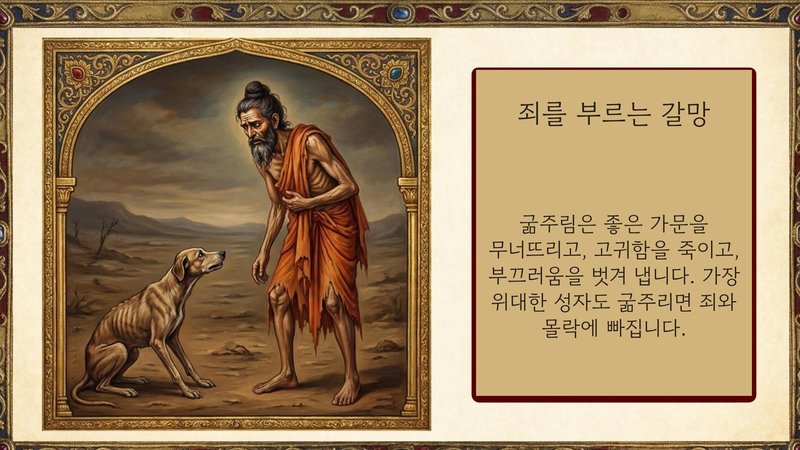 죄를 부르는 갈망
굶주림은 좋은 가문을
무너뜨리고, 고귀함을 죽이고,
부끄러움을 벗겨 냅니다. 가장
위대한 성자도 굶주리면 죄와
몰락에 빠집니다.